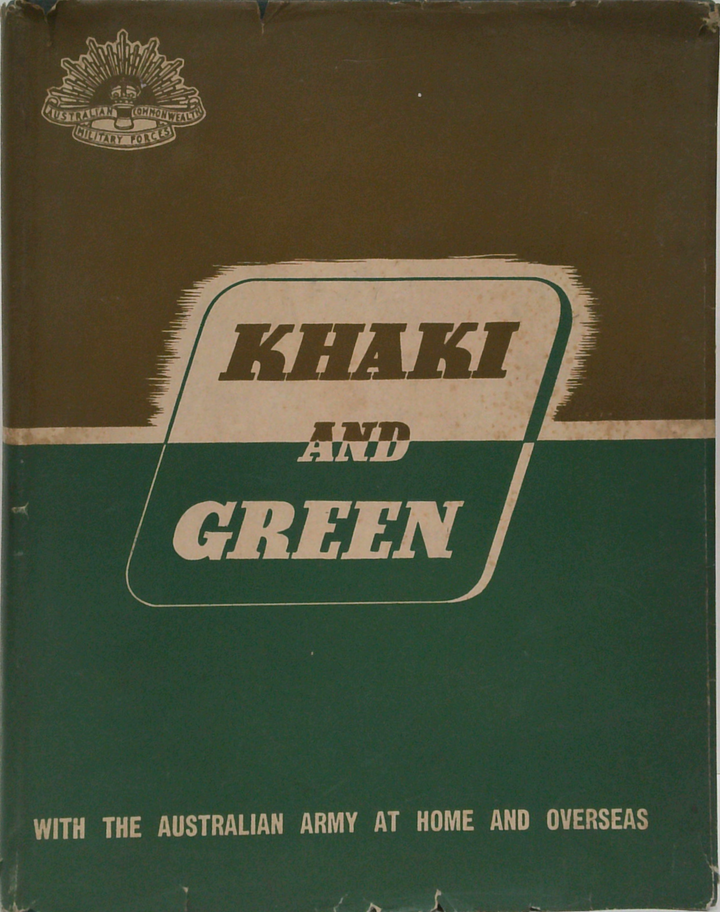 AUSTRALIAN COMMONWEALTH
MILITARY FORCES
KHAKI
AND
GREEN
WITH THE AUSTRALIAN ARMY AT HOME AND OVERSEAS